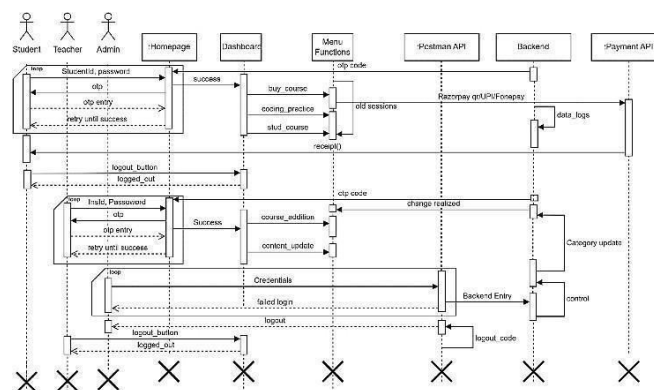 Student
Teacher
Admin
:Homepage
Dashboard
Menu
Functions
:Postman API
Backend
:Payment API
loop
StudentId, password
otp
otp entry
retry until success
success
otp code
buy_course
coding_practice
stud_course
old sessions
Razorpay qr/UPI/Fonepay
data_logs
receipt()
logout_button
logged_out
loop
InsId, Password
otp
otp entry
retry until success
Success
otp code
change realized
course_addition
content_update
Category update
loop
Credentials
failed login
Backend Entry
control
logout
logout_code
logout_button
logged_out